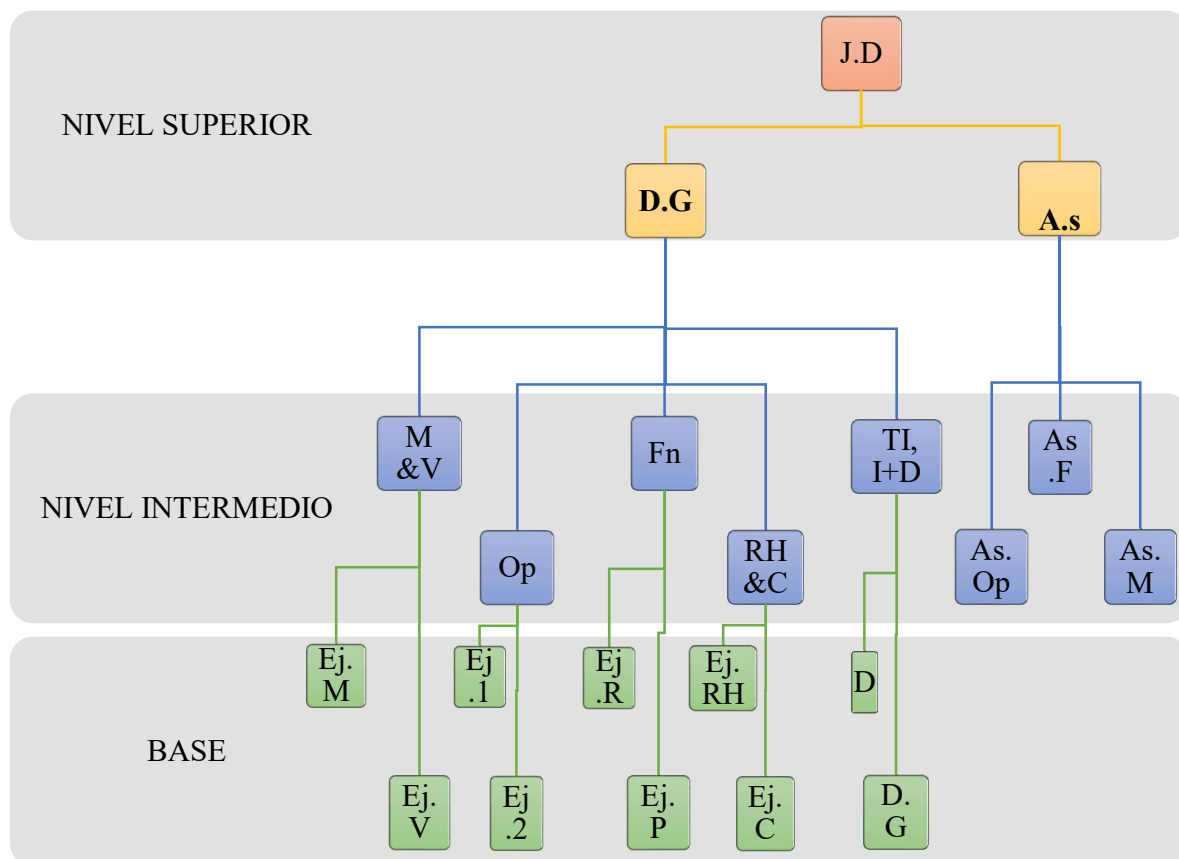 J.D
NIVEL SUPERIOR
D.G
A.s
M
&V
Fn
TI,
I+D
As
.F
NIVEL INTERMEDIO
Op
RH
&C
As.
Op
As.
M
Ej.
M
Ej
.1
Ej
.R
Ej.
RH
D
BASE
Ej.
V
Ej
.2
Ej.
P
Ej.
C
D.
G